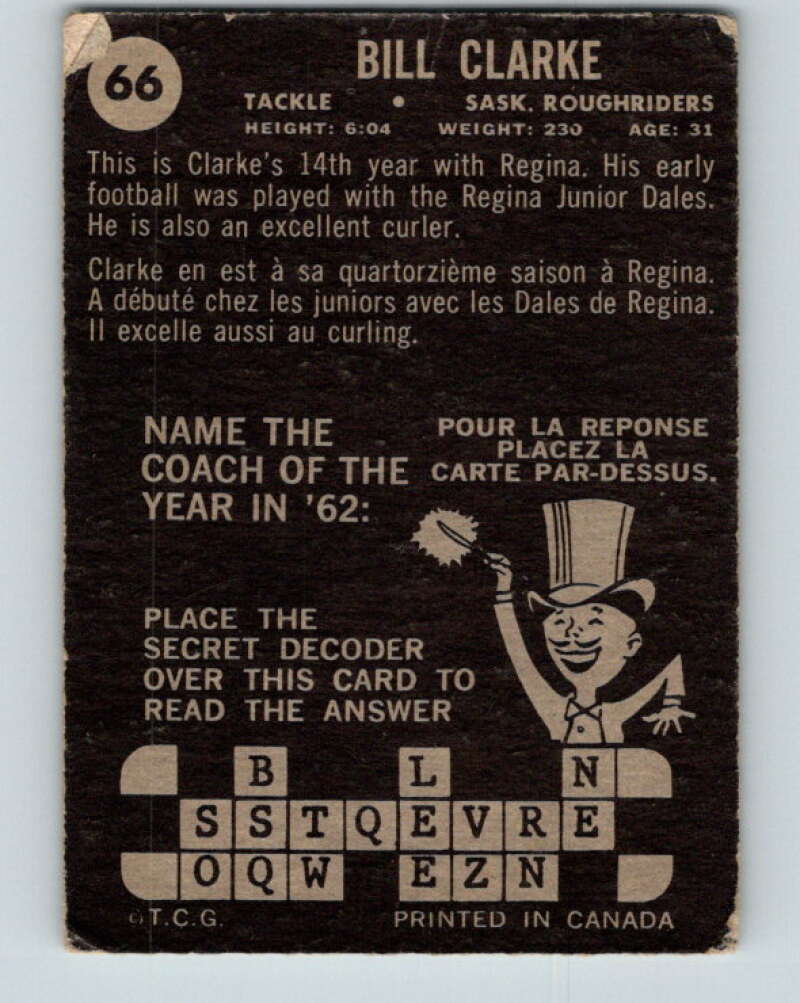 66
BILL CLARKE
TACKLE • SASK. ROUGHRIDERS
HEIGHT: 6:04 WEIGHT: 230 AGE: 31
This is Clarke's 14th year with Regina. His early
football was played with the Regina Junior Dales.
He is also an excellent curler.
Clarke en est à sa quartorzième saison à Regina.
A débuté chez les juniors avec les Dales de Regina.
Il excelle aussi au curling.
NAME THE
COACH OF THE
YEAR IN '62:
POUR LA REPONSE
PLACEZ LA
CARTE PAR-DESSUS.
PLACE THE
SECRET DECODER
OVER THIS CARD TO
READ THE ANSWER
B L N
S S T Q E V R E
O Q W E Z N
© T.C.G. PRINTED IN CANADA